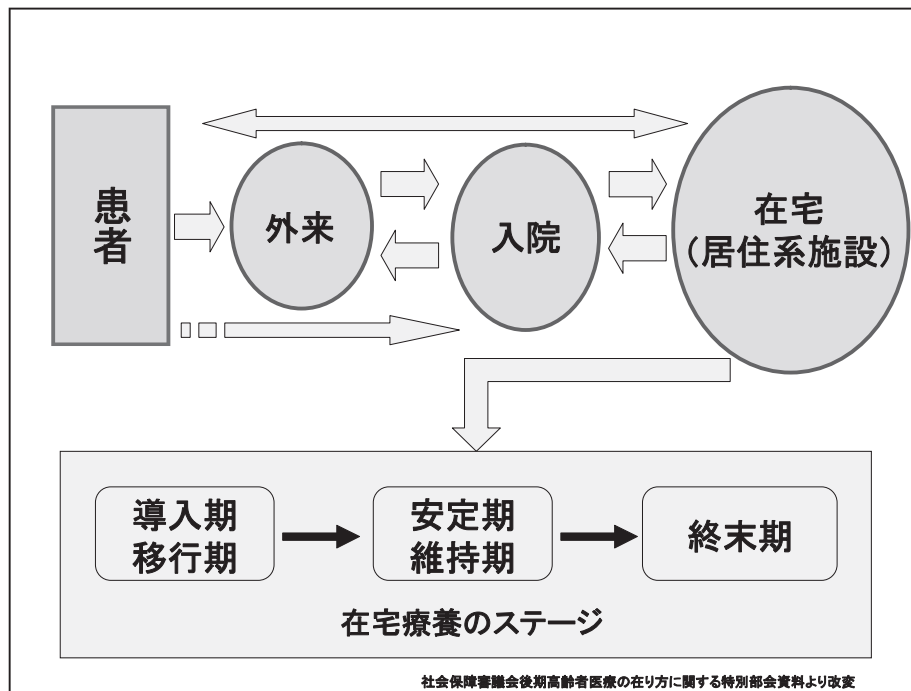 患者
外来
入院
在宅
(居住系施設)
導入期
移行期
安定期
維持期
終末期
在宅療養のステージ
社会保障審議会後期高齢者医療の在り方に関する特別部会資料より改変